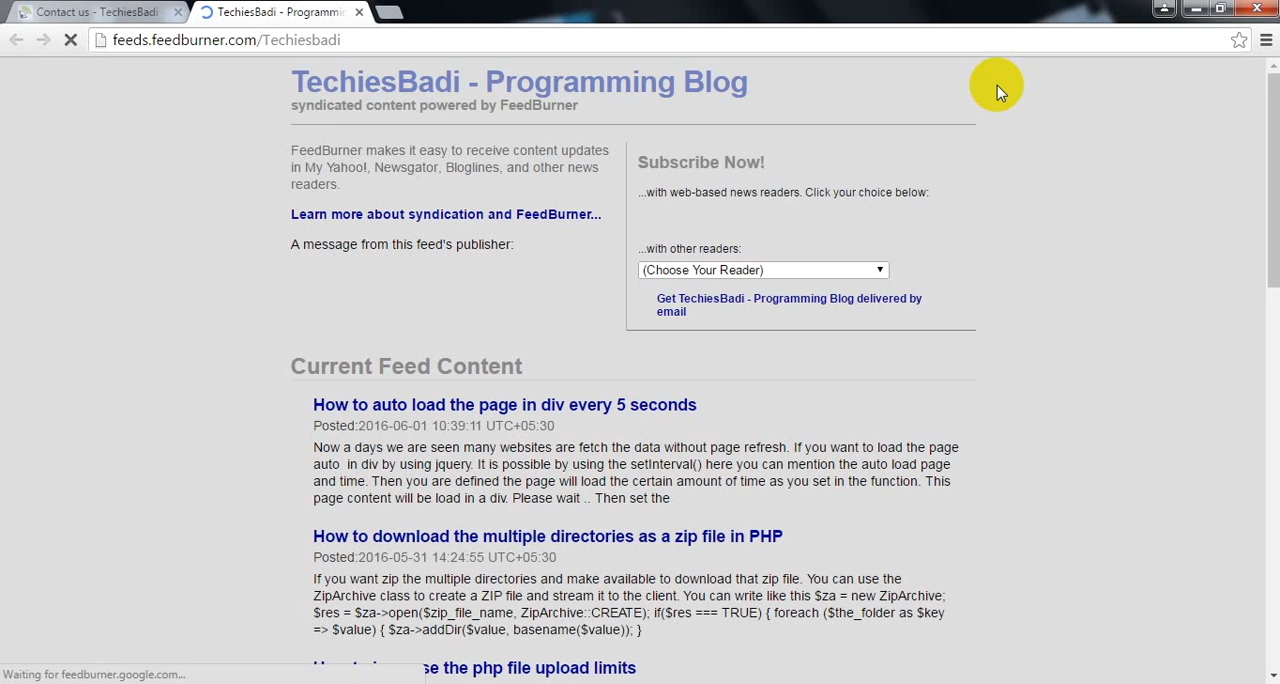 Contact us - TechiesBadi
TechiesBadi - Programmin
feeds.feedburner.com/Techiesbadi
TechiesBadi - Programming Blog
syndicated content powered by FeedBurner
FeedBurner makes it easy to receive content updates
in My Yahoo!, Newsgator, Bloglines, and other news
readers.
Learn more about syndication and FeedBurner...
A message from this feed's publisher:
Subscribe Now!
...with web-based news readers. Click your choice below:
...with other readers:
(Choose Your Reader)
Get TechiesBadi - Programming Blog delivered by
email
Current Feed Content
How to auto load the page in div every 5 seconds
Posted:2016-06-01 10:39:11 UTC+05:30
Now a days we are seen many websites are fetch the data without page refresh. If you want to load the page
auto  in div by using jquery. It is possible by using the setInterval() here you can mention the auto load page
and time. Then you are defined the page will load the certain amount of time as you set in the function. This
page content will be load in a div. Please wait .. Then set the
How to download the multiple directories as a zip file in PHP
Posted:2016-05-31 14:24:55 UTC+05:30
If you want zip the multiple directories and make available to download that zip file. You can use the
ZipArchive class to create a ZIP file and stream it to the client. You can write like this $za = new ZipArchive;
$res = $za->open($zip_file_name, ZipArchive::CREATE); if($res === TRUE) { foreach ($the_folder as $key
=> $value) { $za->addDir($value, basename($value)); }
the php file upload limits
Waiting for feedburner.google.com...